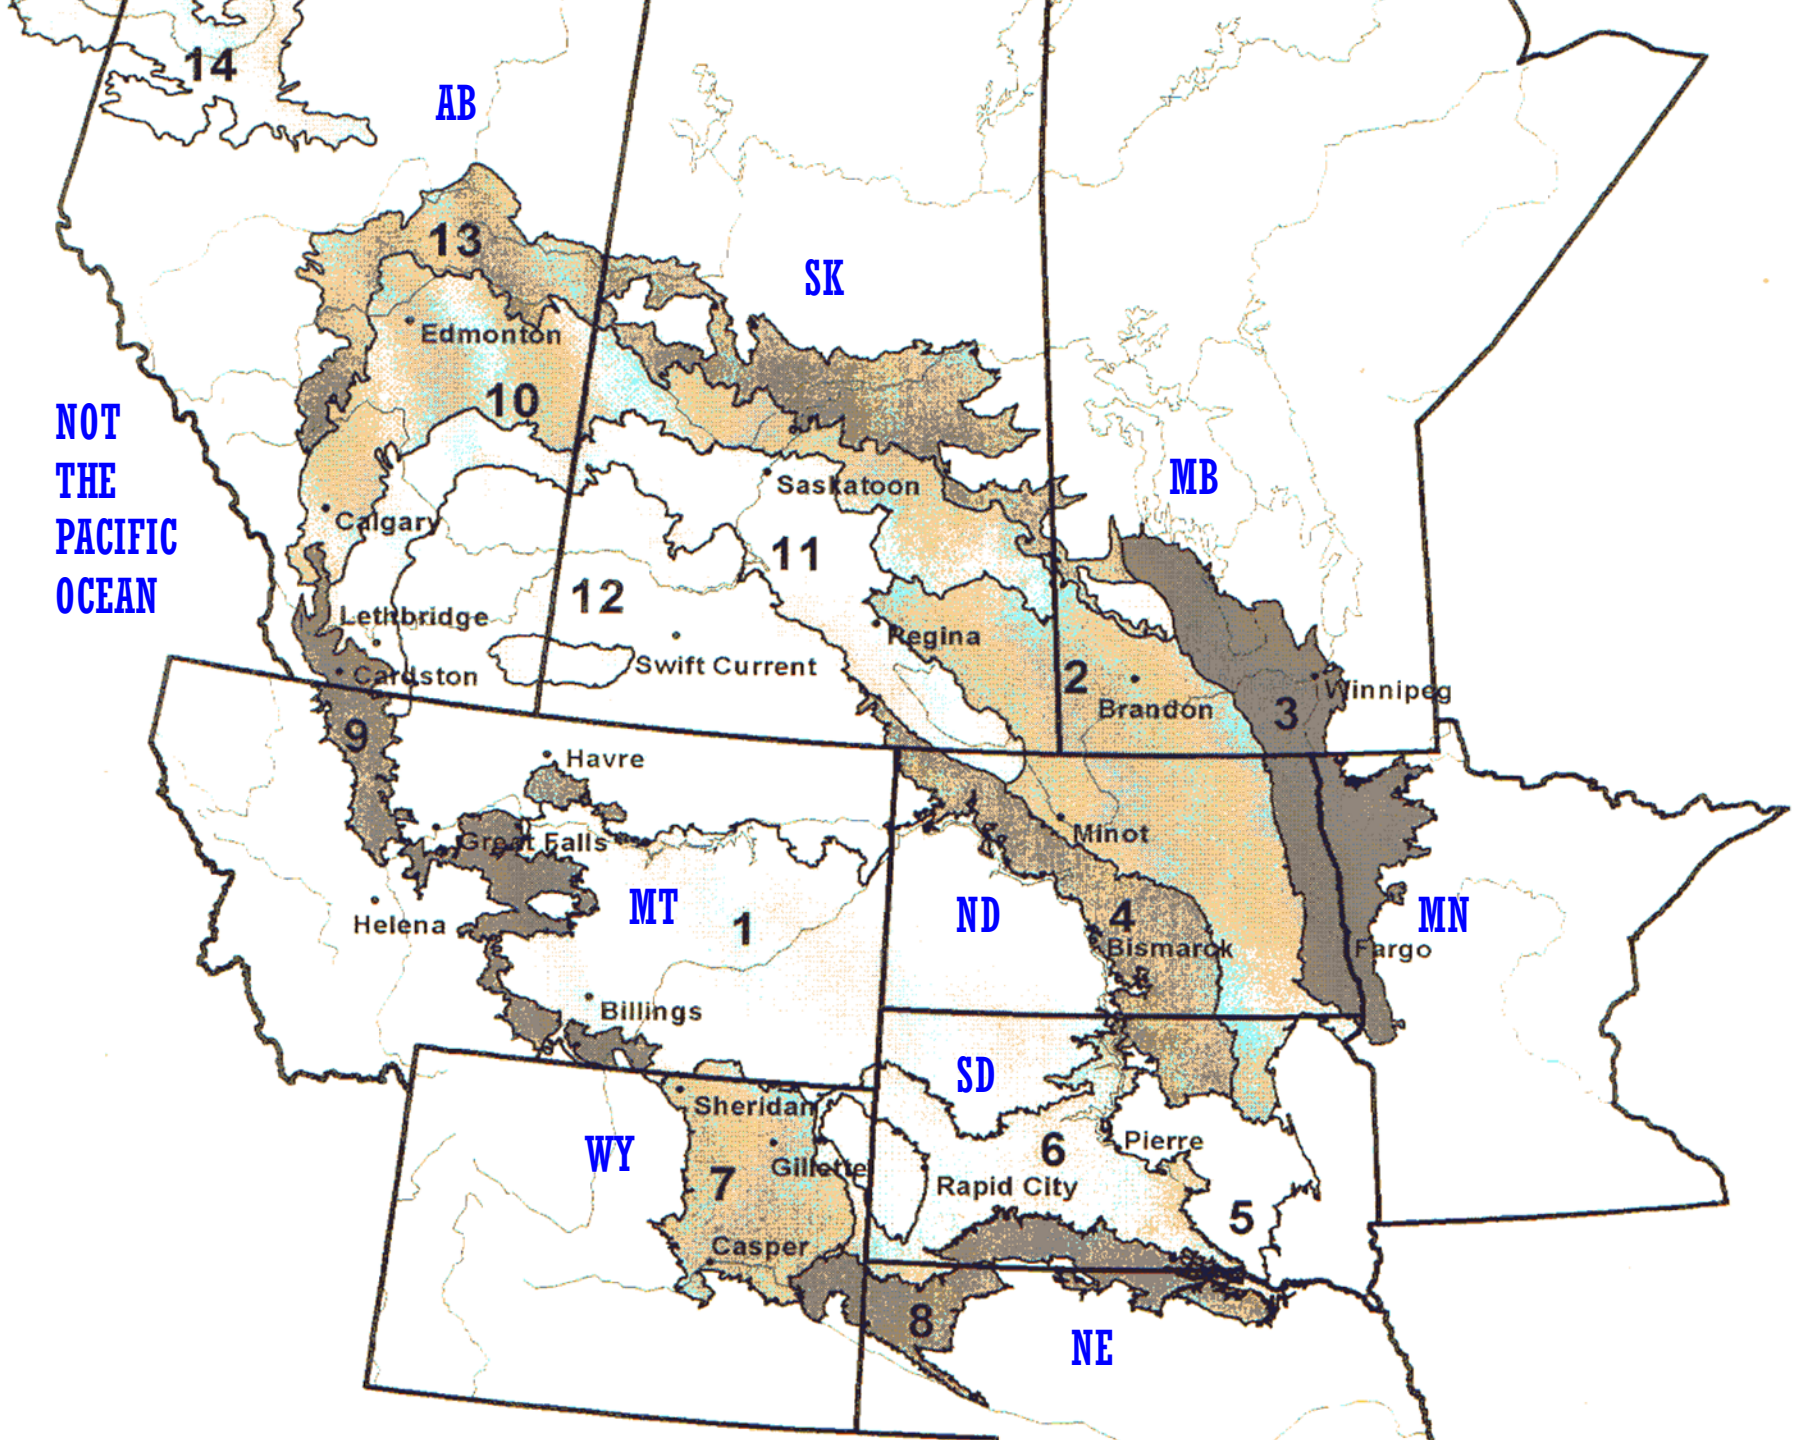 14
AB
13
SK
Edmonton
10
NOT
THE
PACIFIC
OCEAN
MB
Saskatoon
Calgary
11
12
Lethbridge
Regina
Swift Current
Cardston
2
Winnipeg
Brandon
3
9
Havre
Minot
Great Falls
MT
ND
MN
1
4
Helena
Bismarck
Fargo
Billings
SD
Sheridan
WY
6
Pierre
Gillette
7
Rapid City
5
Casper
8
NE